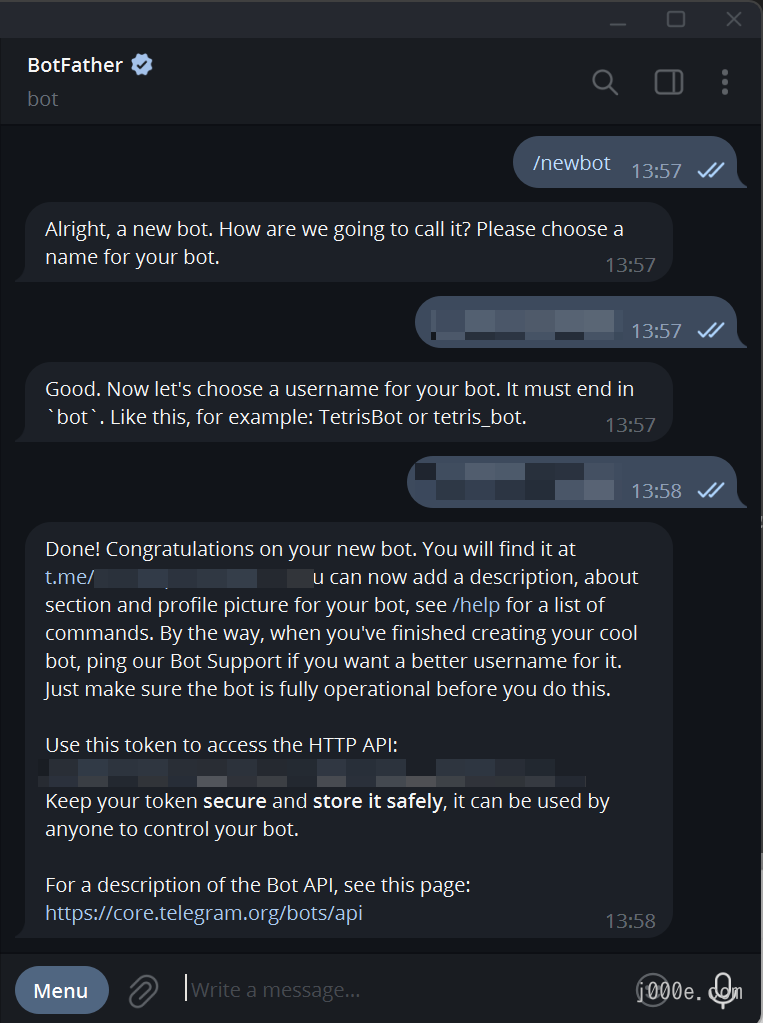 BotFather
bot
/newbot 13:57
Alright, a new bot. How are we going to call it? Please choose a
name for your bot.
13:57
13:57
Good. Now let's choose a username for your bot. It must end in
`bot`. Like this, for example: TetrisBot or tetris_bot.
13:57
13:58
Done! Congratulations on your new bot. You will find it at
t.me/ u can now add a description, about
section and profile picture for your bot, see /help for a list of
commands. By the way, when you've finished creating your cool
bot, ping our Bot Support if you want a better username for it.
Just make sure the bot is fully operational before you do this.
Use this token to access the HTTP API:
Keep your token secure and store it safely, it can be used by
anyone to control your bot.
For a description of the Bot API, see this page:
https://core.telegram.org/bots/api
13:58
Menu
Write a message...
j000e.com